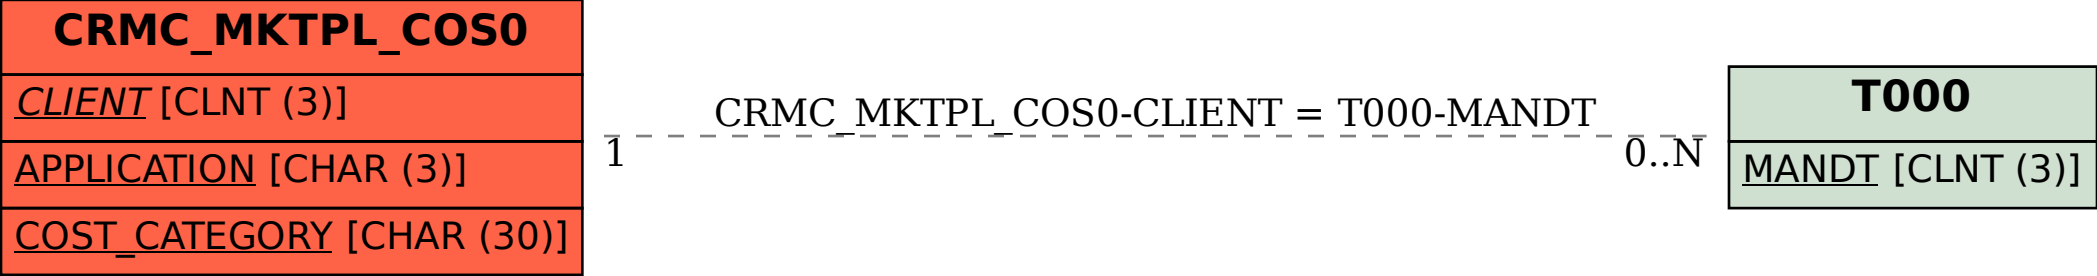 CRMC_MKTPL_COS0
CLIENT [CLNT (3)]
APPLICATION [CHAR (3)]
COST_CATEGORY [CHAR (30)]
CRMC_MKTPL_COS0-CLIENT = T000-MANDT
1
0..N
T000
MANDT [CLNT (3)]